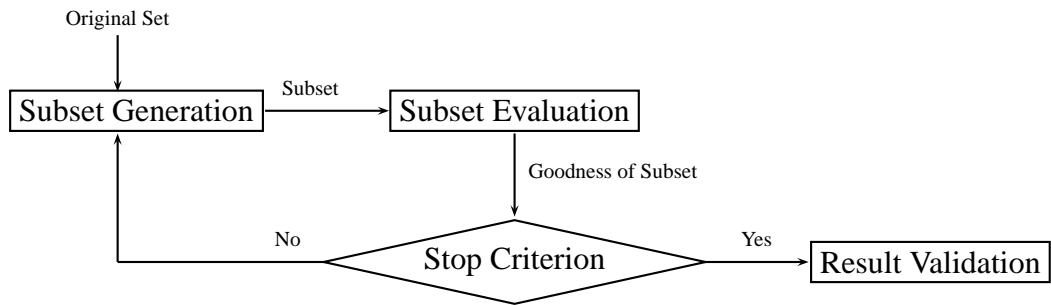 Original Set
Subset Generation
Subset
Subset Evaluation
Goodness of Subset
No
Stop Criterion
Yes
Result Validation